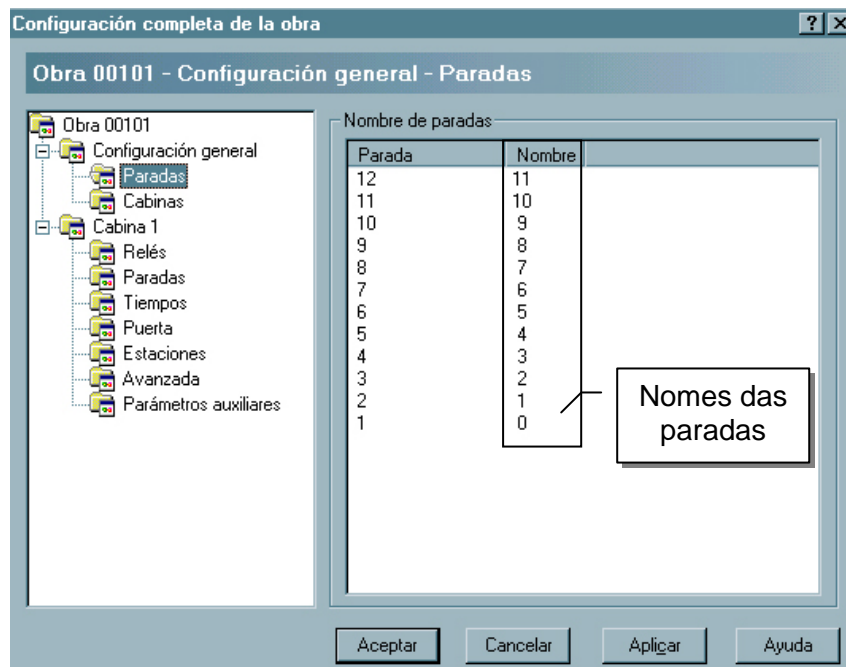 Configuración completa de la obra
Obra 00101 - Configuración general - Paradas
Obra 00101
Configuración general
Paradas
Cabinas
Cabina 1
Relés
Paradas
Tiempos
Puerta
Estaciones
Avanzada
Parámetros auxiliares
Nombre de paradas
Parada Nombre
12 11
11 10
10 9
9 8
8 7
7 6
6 5
5 4
4 3
3 2
2 1
1 0
Nomes das
paradas
Aceptar Cancelar Aplicar Ayuda